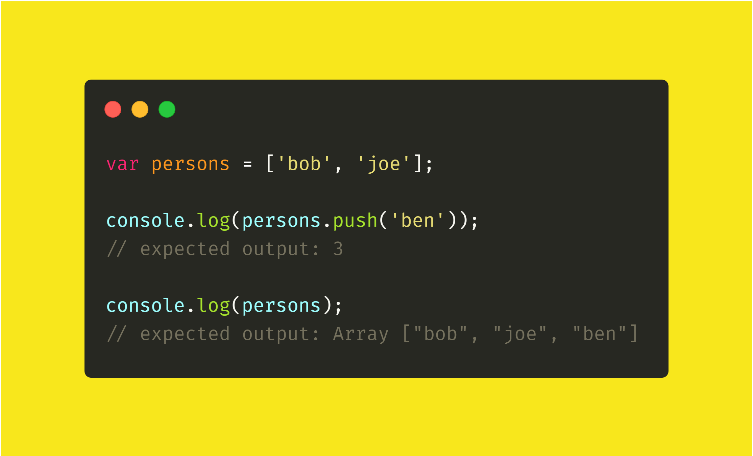 var persons = ['bob', 'joe'];
console.log(persons.push('ben'));
// expected output: 3
console.log(persons);
// expected output: Array ["bob", "joe", "ben"]